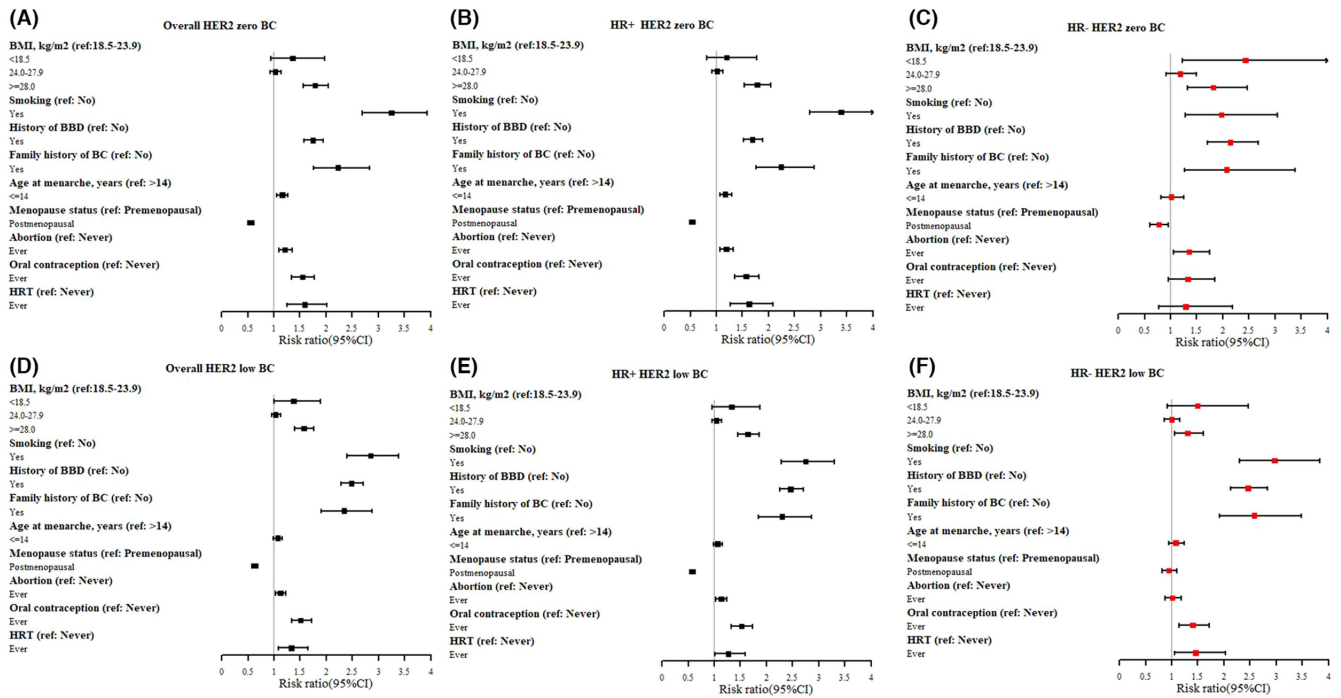 (A)
Overall HER2 zero BC
BMI, kg/m2 (ref:18.5-23.9)
<18.5
24.0-27.9
>=28.0
Smoking (ref: No)
Yes
History of BBD (ref: No)
Yes
Family history of BC (ref: No)
Yes
Age at menarche, years (ref: >14)
<=14
Menopause status (ref: Premenopausal)
Postmenopausal
Abortion (ref: Never)
Ever
Oral contraception (ref: Never)
Ever
HRT (ref: Never)
Ever
0 0.5 1 1.5 2 2.5 3 3.5 4
Risk ratio(95%CI)
(B)
HR+ HER2 zero BC
BMI, kg/m2 (ref:18.5-23.9)
<18.5
24.0-27.9
>=28.0
Smoking (ref: No)
Yes
History of BBD (ref: No)
Yes
Family history of BC (ref: No)
Yes
Age at menarche, years (ref: >14)
<=14
Menopause status (ref: Premenopausal)
Postmenopausal
Abortion (ref: Never)
Ever
Oral contraception (ref: Never)
Ever
HRT (ref: Never)
Ever
0 0.5 1 1.5 2 2.5 3 3.5 4
Risk ratio(95%CI)
(C)
HR- HER2 zero BC
BMI, kg/m2 (ref:18.5-23.9)
<18.5
24.0-27.9
>=28.0
Smoking (ref: No)
Yes
History of BBD (ref: No)
Yes
Family history of BC (ref: No)
Yes
Age at menarche, years (ref: >14)
<=14
Menopause status (ref: Premenopausal)
Postmenopausal
Abortion (ref: Never)
Ever
Oral contraception (ref: Never)
Ever
HRT (ref: Never)
Ever
0 0.5 1 1.5 2 2.5 3 3.5 4
Risk ratio(95%CI)
(D)
Overall HER2 low BC
BMI, kg/m2 (ref:18.5-23.9)
<18.5
24.0-27.9
>=28.0
Smoking (ref: No)
Yes
History of BBD (ref: No)
Yes
Family history of BC (ref: No)
Yes
Age at menarche, years (ref: >14)
<=14
Menopause status (ref: Premenopausal)
Postmenopausal
Abortion (ref: Never)
Ever
Oral contraception (ref: Never)
Ever
HRT (ref: Never)
Ever
0 0.5 1 1.5 2 2.5 3 3.5 4
Risk ratio(95%CI)
(E)
HR+ HER2 low BC
BMI, kg/m2 (ref:18.5-23.9)
<18.5
24.0-27.9
>=28.0
Smoking (ref: No)
Yes
History of BBD (ref: No)
Yes
Family history of BC (ref: No)
Yes
Age at menarche, years (ref: >14)
<=14
Menopause status (ref: Premenopausal)
Postmenopausal
Abortion (ref: Never)
Ever
Oral contraception (ref: Never)
Ever
HRT (ref: Never)
Ever
0 0.5 1 1.5 2 2.5 3 3.5 4
Risk ratio(95%CI)
(F)
HR- HER2 low BC
BMI, kg/m2 (ref:18.5-23.9)
<18.5
24.0-27.9
>=28.0
Smoking (ref: No)
Yes
History of BBD (ref: No)
Yes
Family history of BC (ref: No)
Yes
Age at menarche, years (ref: >14)
<=14
Menopause status (ref: Premenopausal)
Postmenopausal
Abortion (ref: Never)
Ever
Oral contraception (ref: Never)
Ever
HRT (ref: Never)
Ever
0 0.5 1 1.5 2 2.5 3 3.5 4
Risk ratio(95%CI)